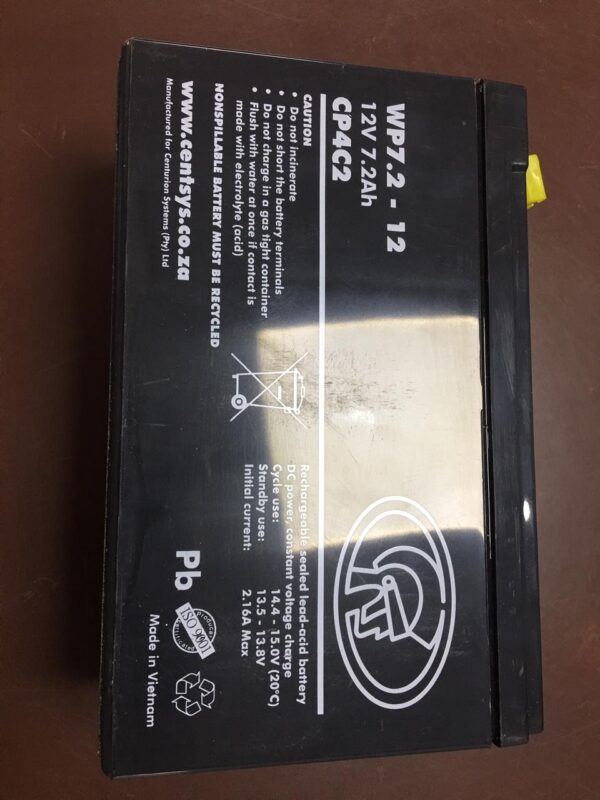 WP7.2 - 12
12V 7.2Ah
CP4C2
CAUTION
• Do not incinerate
• Do not short the battery terminals
• Do not charge in a gas tight container
• Flush with water at once if contact is
made with electrolyte (acid)
NONSPILLABLE BATTERY MUST BE RECYCLED
www.centsys.co.za
Manufactured for Centurion Systems (Pty) Ltd
Rechargeable sealed lead-acid battery
DC power, constant voltage charge
Cycle use: 14.4 - 15.0V (20°C)
Standby use: 13.5 - 13.8V
Initial current: 2.16A Max
Pb
producer
ISO 9001
Made in Vietnam